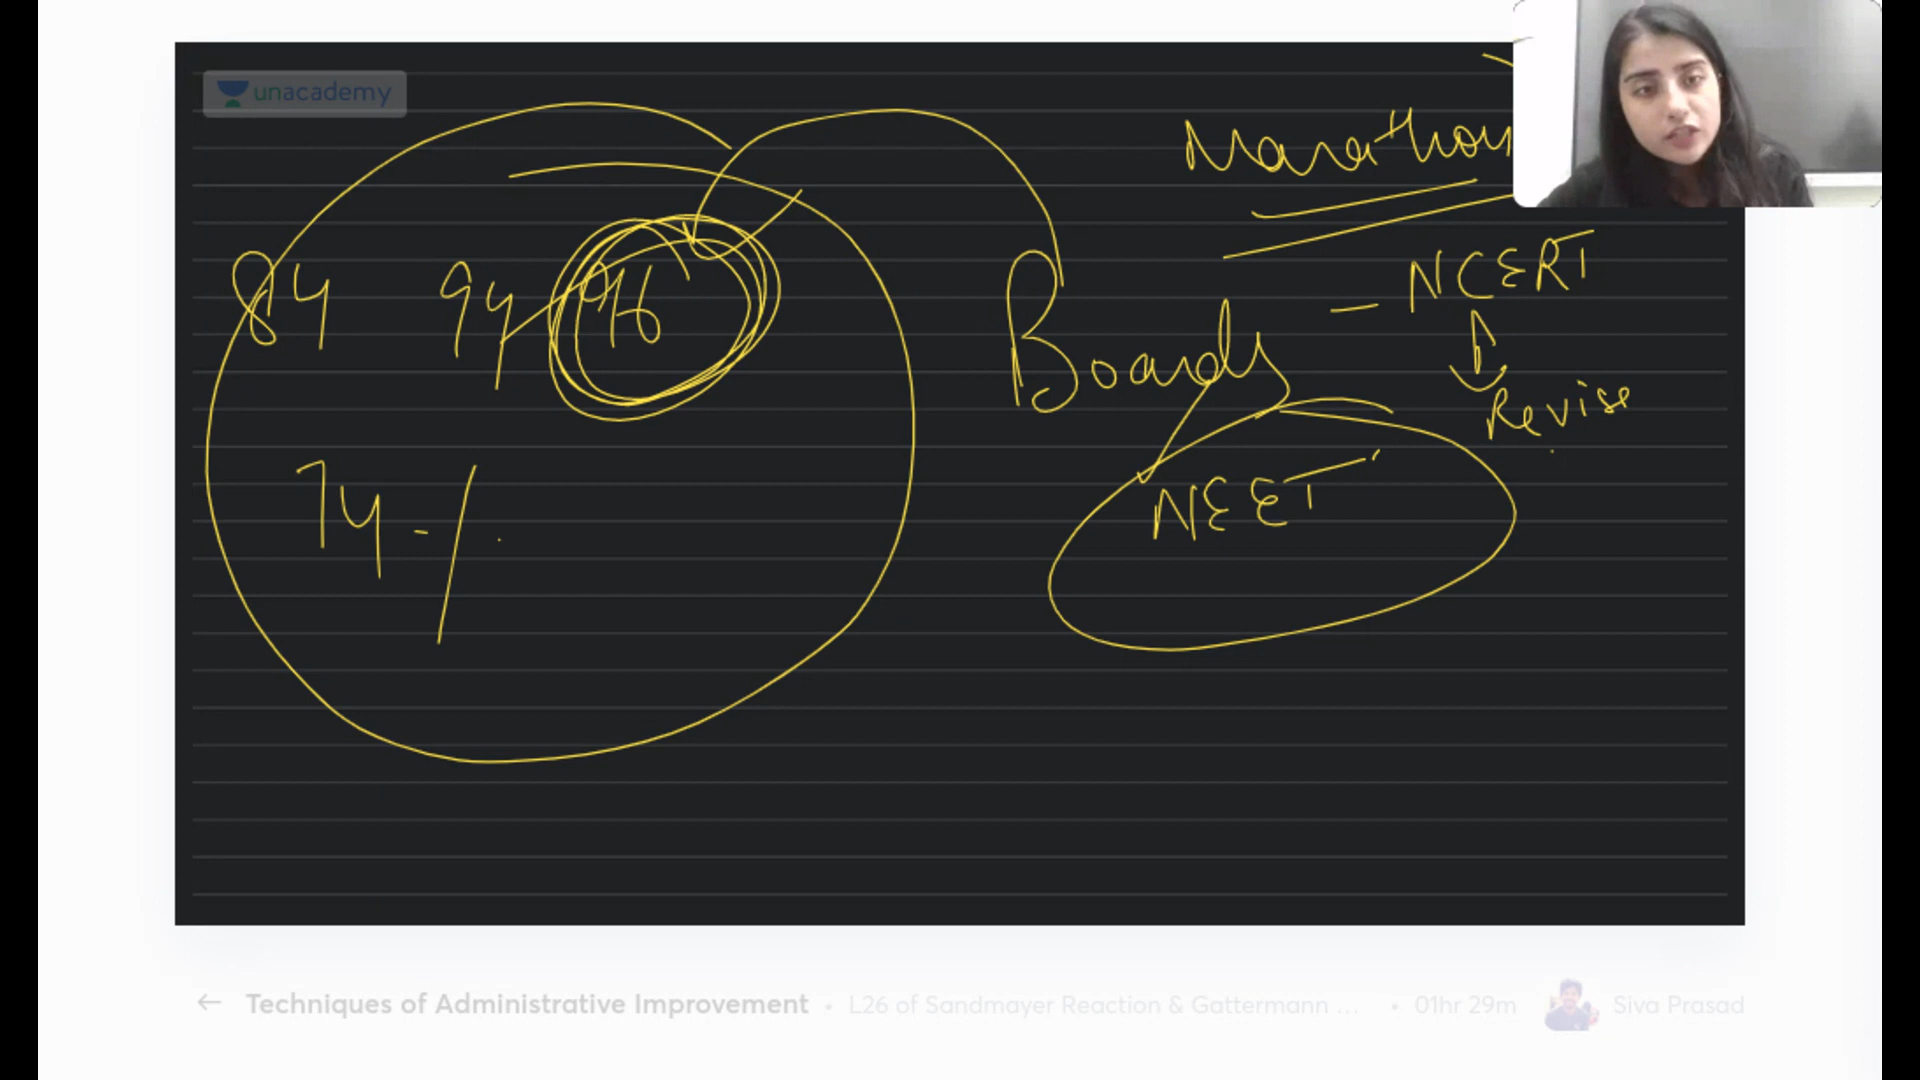 unacademy
Marathon
84 94 96
Boards - NCERT
Revise
NEET
74 - /.
← Techniques of Administrative Improvement • L26 of Sandmayer Reaction & Gattermann ... • 01hr 29m Siva Prasad